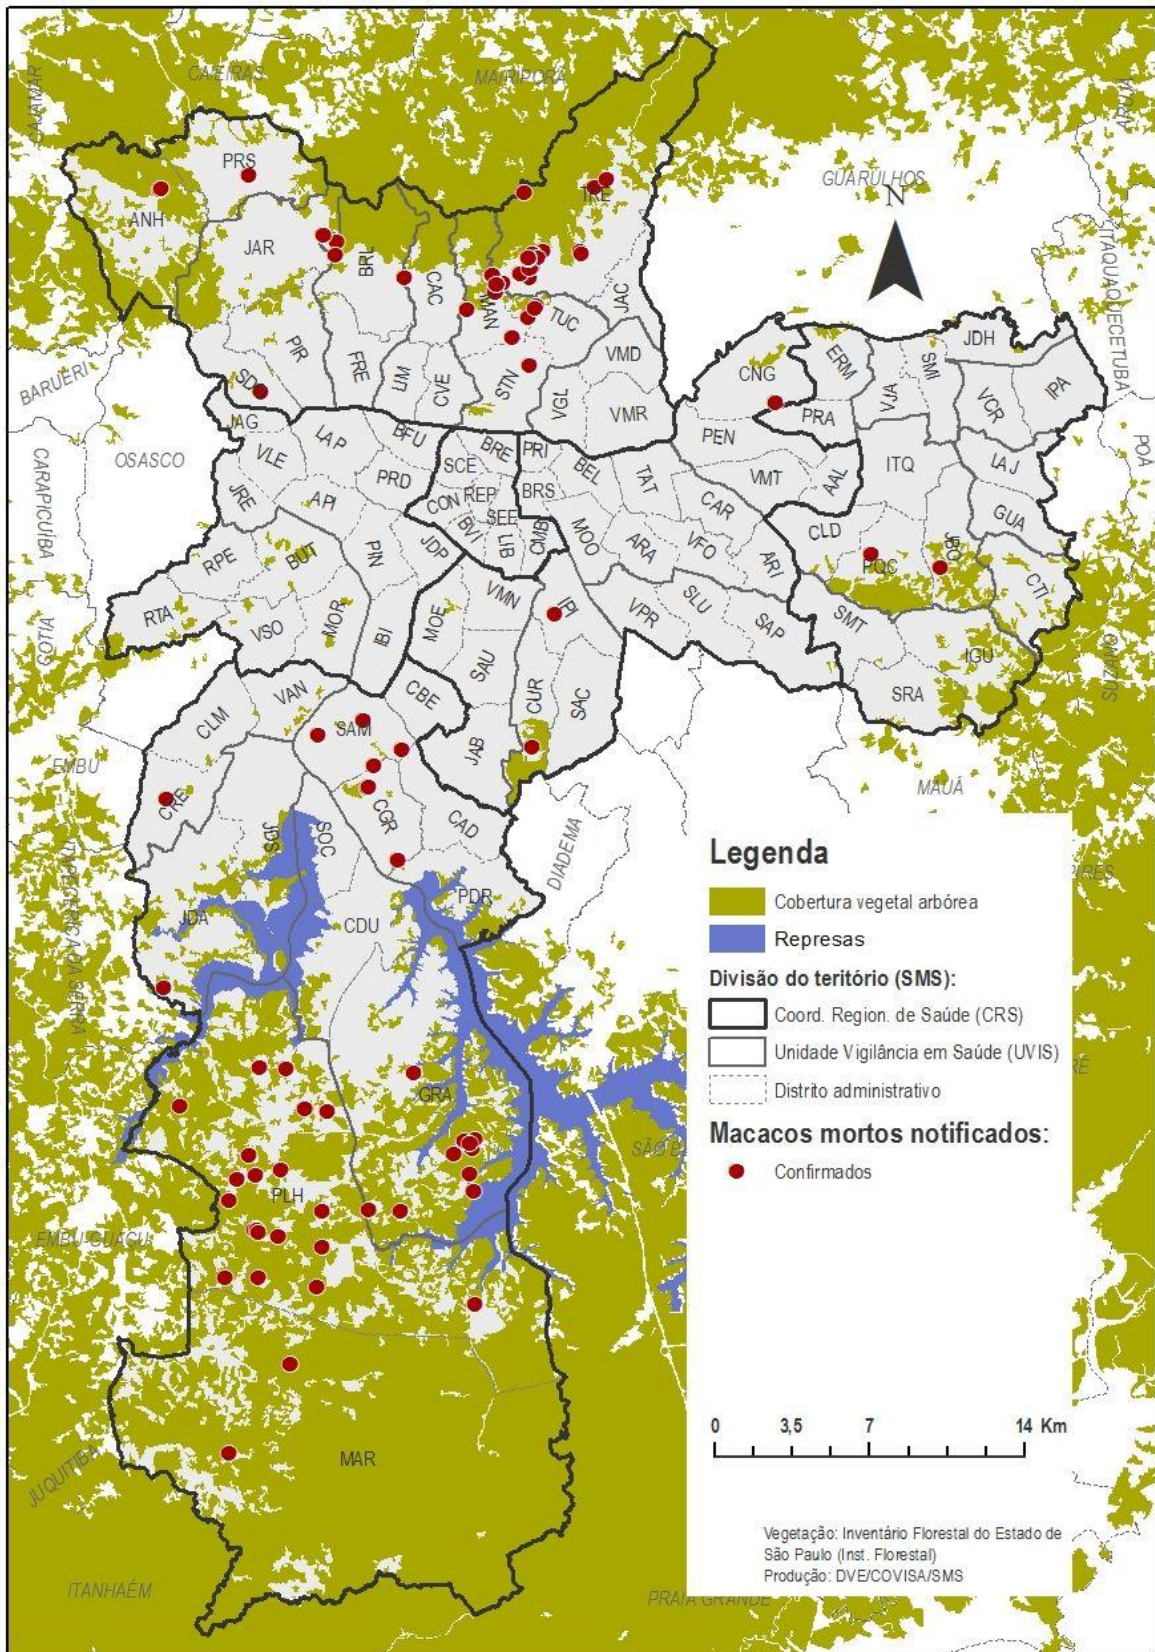 CAIEIRAS
MAIRIPORÃ
CAJAMAR
ARUJÁ
PRS
GUARULHOS
TRE
N
ANH
JAR
BRL
CAC
MAN
JAC
ITAQUAQUECETUBA
TUC
JDH
PIR
VMD
ERM
SMI
FRE
LIM
CVE
STN
CNG
VJA
VCR
IPA
BARUERI
SDO
VGL
VMR
PRA
JAG
LAP
BFU
BRE
PRI
PEN
POÁ
OSASCO
VLE
SCE
BEL
ITQ
LAJ
CARAPICUÍBA
PRD
TAT
VMT
AAL
JRE
API
CON
REP
BRS
CAR
GUA
SEE
CLD
BVI
LIB
CMB
MOO
RPE
BUT
PIN
JDP
ARA
VFO
ARI
JBO
PQC
CTI
VMN
IPI
SLU
RTA
VSO
MOR
MOE
VPR
SAP
SMT
COTIA
IBI
SAU
IGU
SUZANO
CBE
CUR
SAC
SRA
VAN
CLM
SAM
JAB
EMBU
MAUÁ
CRE
CGR
CAD
JDS
SOC
DIADEMA
Legenda
ITAPECERICA DA SERRA
PDR
PIRES
Cobertura vegetal arbórea
JDA
CDU
Represas
Divisão do território (SMS):
Coord. Region. de Saúde (CRS)
Unidade Vigilância em Saúde (UVIS)
RÉ
GRA
Distrito administrativo
Macacos mortos notificados:
SÃO B
Confirmados
PLH
EMBU-GUAÇU
0 3,5 7 14 Km
MAR
JUQUITIBA
Vegetação: Inventário Florestal do Estado de
São Paulo (Inst. Florestal)
Produção: DVE/COVISA/SMS
ITANHAÉM
PRAIA GRANDE